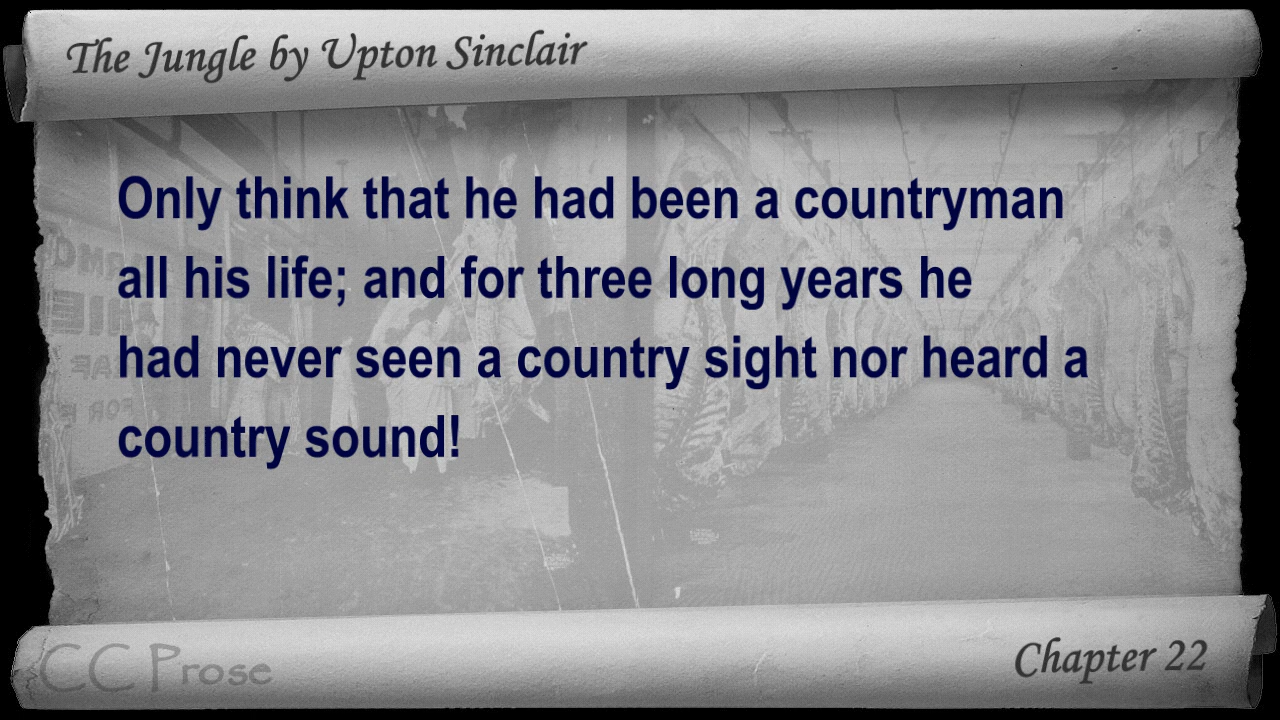 The Jungle by Upton Sinclair
Only think that he had been a countryman
all his life; and for three long years he
had never seen a country sight nor heard a
country sound!
CC Prose
Chapter 22